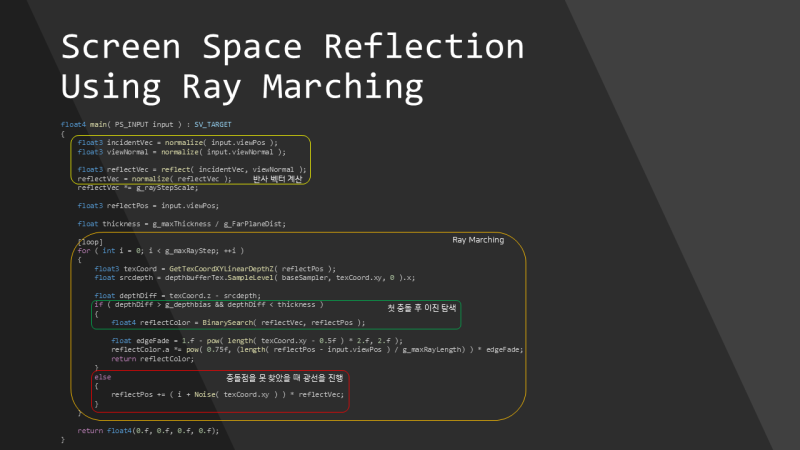 Screen Space Reflection
Using Ray Marching
float4 main( PS_INPUT input ) : SV_TARGET
{
float3 incidentVec = normalize( input.viewPos );
float3 viewNormal = normalize( input.viewNormal );
float3 reflectVec = reflect( incidentVec, viewNormal );
reflectVec = normalize( reflectVec ); 반사 벡터 계산
reflectVec *= g_rayStepScale;
float3 reflectPos = input.viewPos;
float thickness = g_maxThickness / g_FarPlaneDist;
[loop] Ray Marching
for ( int i = 0; i < g_maxRayStep; ++i )
{
float3 texCoord = GetTexCoordXYLinearDepthZ( reflectPos );
float srcdepth = depthbufferTex.SampleLevel( baseSampler, texCoord.xy, 0 ).x;
float depthDiff = texCoord.z - srcdepth;
if ( depthDiff > g_depthbias && depthDiff < thickness ) 첫 충돌 후 이진 탐색
{
float4 reflectColor = BinarySearch( reflectVec, reflectPos );
float edgeFade = 1.f - pow( length( texCoord.xy - 0.5f ) * 2.f, 2.f );
reflectColor.a *= pow( 0.75f, (length( reflectPos - input.viewPos ) / g_maxRayLength) ) * edgeFade;
return reflectColor;
}
else 충돌점을 못 찾았을 때 광선을 진행
{
reflectPos += ( i + Noise( texCoord.xy ) ) * reflectVec;
}
}
return float4(0.f, 0.f, 0.f, 0.f);
}